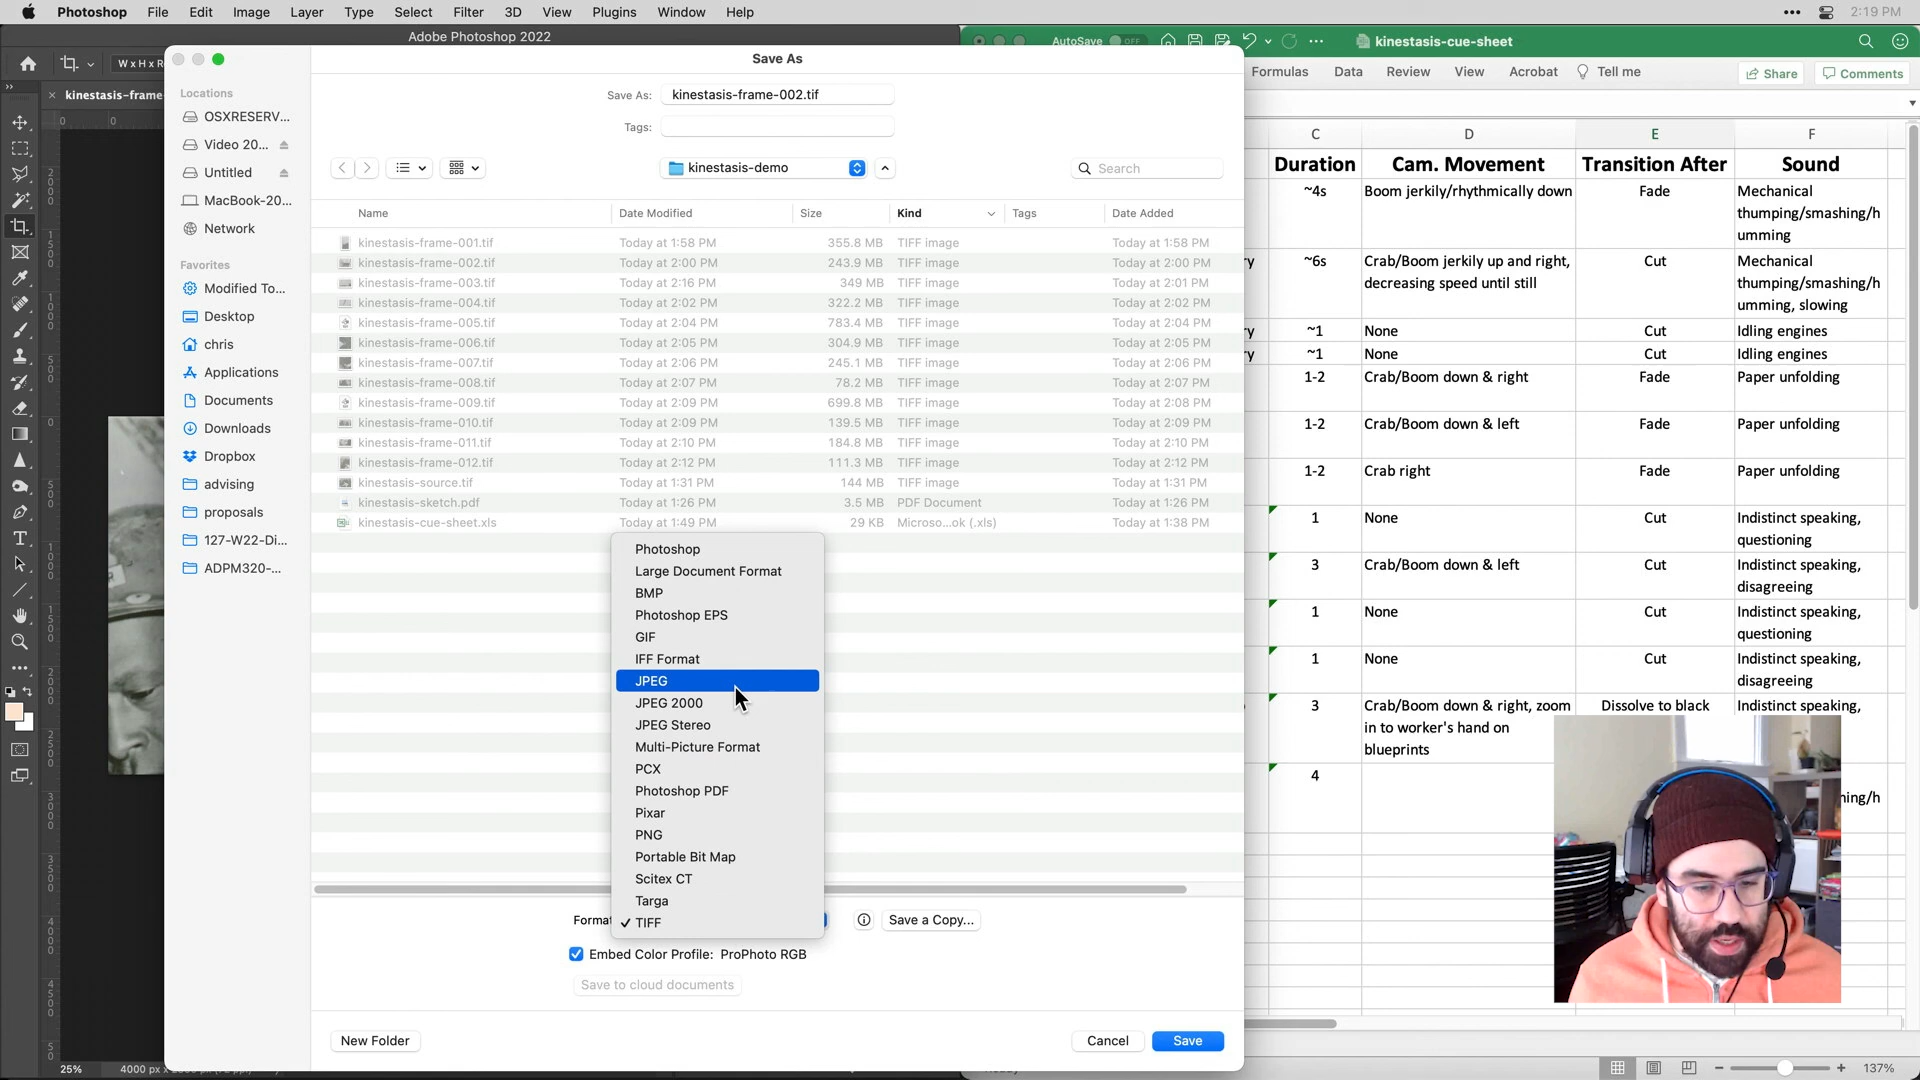 Photoshop File Edit Image Layer Type Select Filter 3D View Plugins Window Help 2:19 PM
Adobe Photoshop 2022
W x H x R
kinestasis-frame
0 0
25% 4000 px
Save As
Save As: kinestasis-frame-002.tif
Tags:
kinestasis-demo
Search
Locations
OSXRESERV...
Video 20...
Untitled
MacBook-20...
Network
Favorites
Modified To...
Desktop
chris
Applications
Documents
Downloads
Dropbox
advising
proposals
127-W22-Di...
ADPM320-...
Name Date Modified Size Kind Tags Date Added
kinestasis-frame-001.tif Today at 1:58 PM 355.8 MB TIFF image Today at 1:58 PM
kinestasis-frame-002.tif Today at 2:00 PM 243.9 MB TIFF image Today at 2:00 PM
kinestasis-frame-003.tif Today at 2:16 PM 349 MB TIFF image Today at 2:01 PM
kinestasis-frame-004.tif Today at 2:02 PM 322.2 MB TIFF image Today at 2:02 PM
kinestasis-frame-005.tif Today at 2:04 PM 783.4 MB TIFF image Today at 2:04 PM
kinestasis-frame-006.tif Today at 2:05 PM 304.9 MB TIFF image Today at 2:05 PM
kinestasis-frame-007.tif Today at 2:06 PM 245.1 MB TIFF image Today at 2:06 PM
kinestasis-frame-008.tif Today at 2:07 PM 78.2 MB TIFF image Today at 2:07 PM
kinestasis-frame-009.tif Today at 2:09 PM 699.8 MB TIFF image Today at 2:08 PM
kinestasis-frame-010.tif Today at 2:09 PM 139.5 MB TIFF image Today at 2:09 PM
kinestasis-frame-011.tif Today at 2:10 PM 184.8 MB TIFF image Today at 2:10 PM
kinestasis-frame-012.tif Today at 2:12 PM 111.3 MB TIFF image Today at 2:12 PM
kinestasis-source.tif Today at 1:31 PM 144 MB TIFF image Today at 1:31 PM
kinestasis-sketch.pdf Today at 1:26 PM 3.5 MB PDF Document Today at 1:26 PM
kinestasis-cue-sheet.xls Today at 1:49 PM 29 KB Microso...ok (.xls) Today at 1:38 PM
Photoshop
Large Document Format
BMP
Photoshop EPS
GIF
IFF Format
JPEG
JPEG 2000
JPEG Stereo
Multi-Picture Format
PCX
Photoshop PDF
Pixar
PNG
Portable Bit Map
Scitex CT
Targa
✓ TIFF
Format
Save a Copy...
Embed Color Profile: ProPhoto RGB
Save to cloud documents
New Folder Cancel Save
AutoSave OFF kinestasis-cue-sheet
Formulas Data Review View Acrobat Tell me Share Comments
C D E F
Duration Cam. Movement Transition After Sound
~4s Boom jerkily/rhythmically down Fade Mechanical
thumping/smashing/h
umming
ry ~6s Crab/Boom jerkily up and right, Cut Mechanical
decreasing speed until still thumping/smashing/h
umming, slowing
ry ~1 None Cut Idling engines
ry ~1 None Cut Idling engines
1-2 Crab/Boom down & right Fade Paper unfolding
1-2 Crab/Boom down & left Fade Paper unfolding
1-2 Crab right Fade Paper unfolding
1 None Cut Indistinct speaking,
questioning
3 Crab/Boom down & left Cut Indistinct speaking,
disagreeing
1 None Cut Indistinct speaking,
questioning
1 None Cut Indistinct speaking,
disagreeing
3 Crab/Boom down & right, zoom Dissolve to black Indistinct speaking,
in to worker's hand on
blueprints
4
ning/h
137%